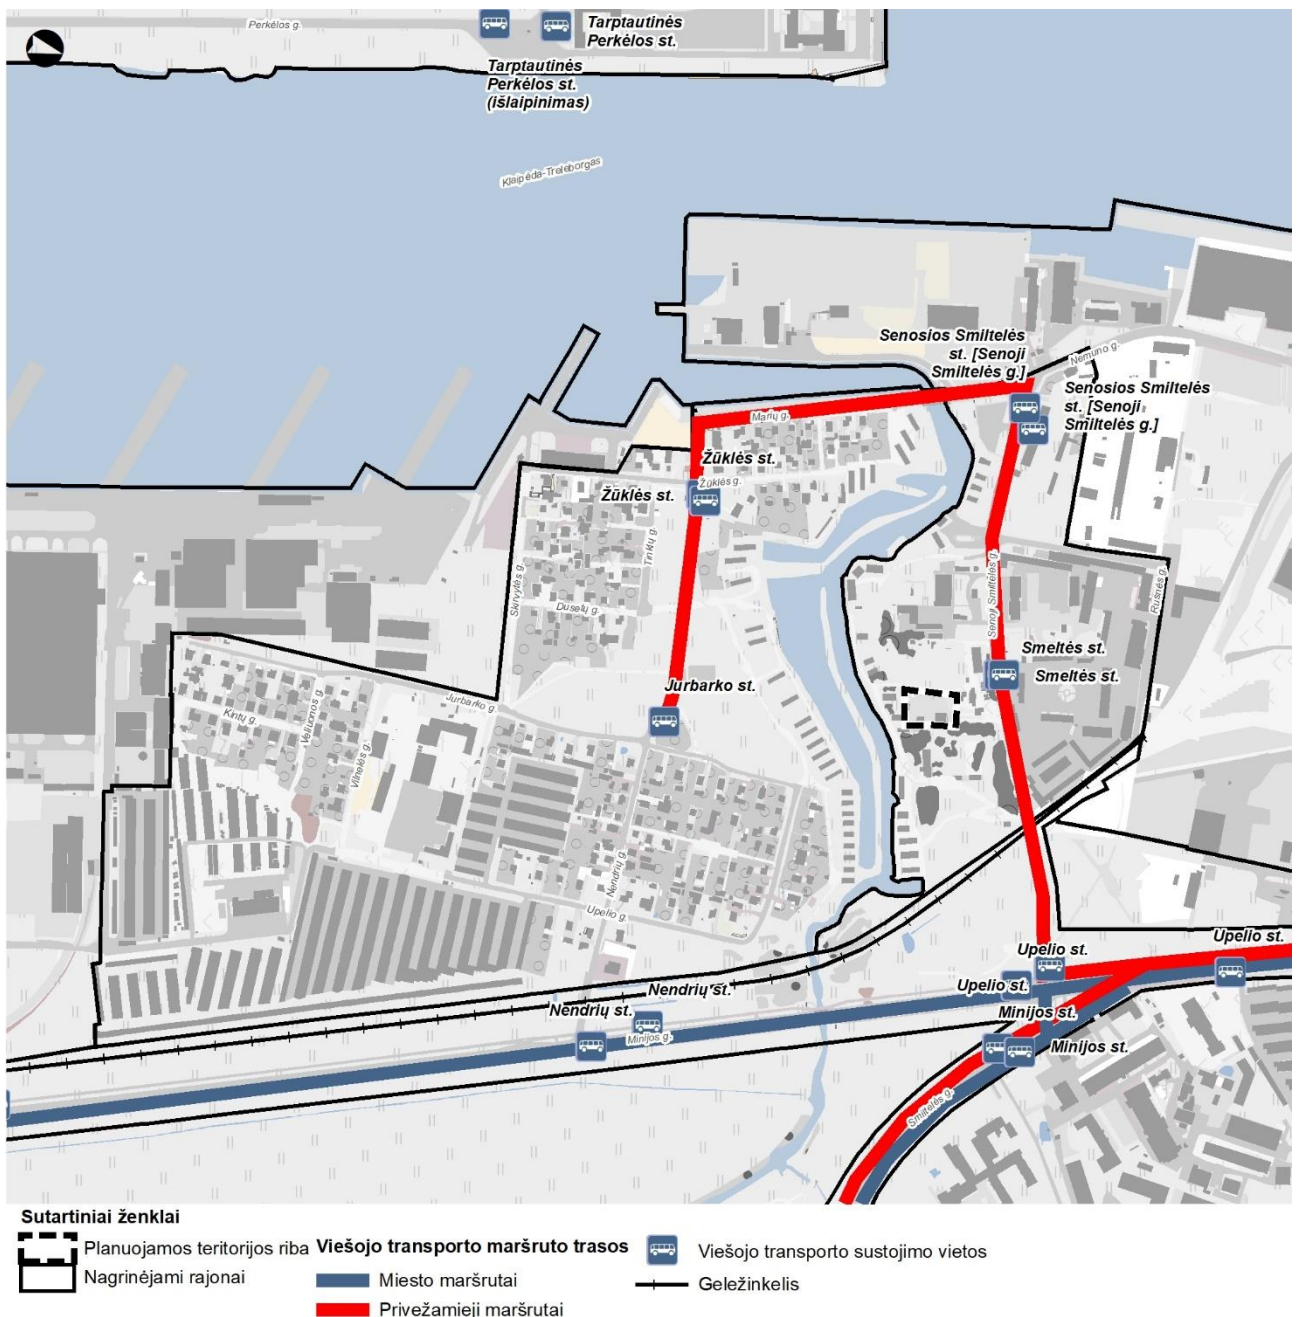 Perkėlos g.
Tarptautinės
Perkėlos st.
Tarptautinės
Perkėlos st.
(išlaipinimas)
Klaipėda-Treleborgas
Senosios Smiltelės
st. [Senoji
Smiltelės g.]
Nemuno g.
Senosios Smiltelės
st. [Senoji
Smiltelės g.]
Marių g.
Žūklės st.
Žūklės g.
Žūklės st.
Tinklų g.
Skirvytės g.
Dusetų g.
Senoji Smiltelės g.
Rusnės g.
Smeltės st.
Smeltės st.
Jurbarko st.
Jurbarko g.
Kintų g.
Veliuonos g.
Vilnelės g.
Nendrių g.
Upelio g.
Upelio st.
Upelio st.
Upelio st.
Nendrių st.
Nendrių st.
Minijos g.
Minijos st.
Minijos st.
Smiltelės g.
Sutartiniai ženklai
Planuojamos teritorijos riba
Nagrinėjami rajonai
Viešojo transporto maršruto trasos
Miesto maršrutai
Privežamieji maršrutai
Viešojo transporto sustojimo vietos
Geležinkelis